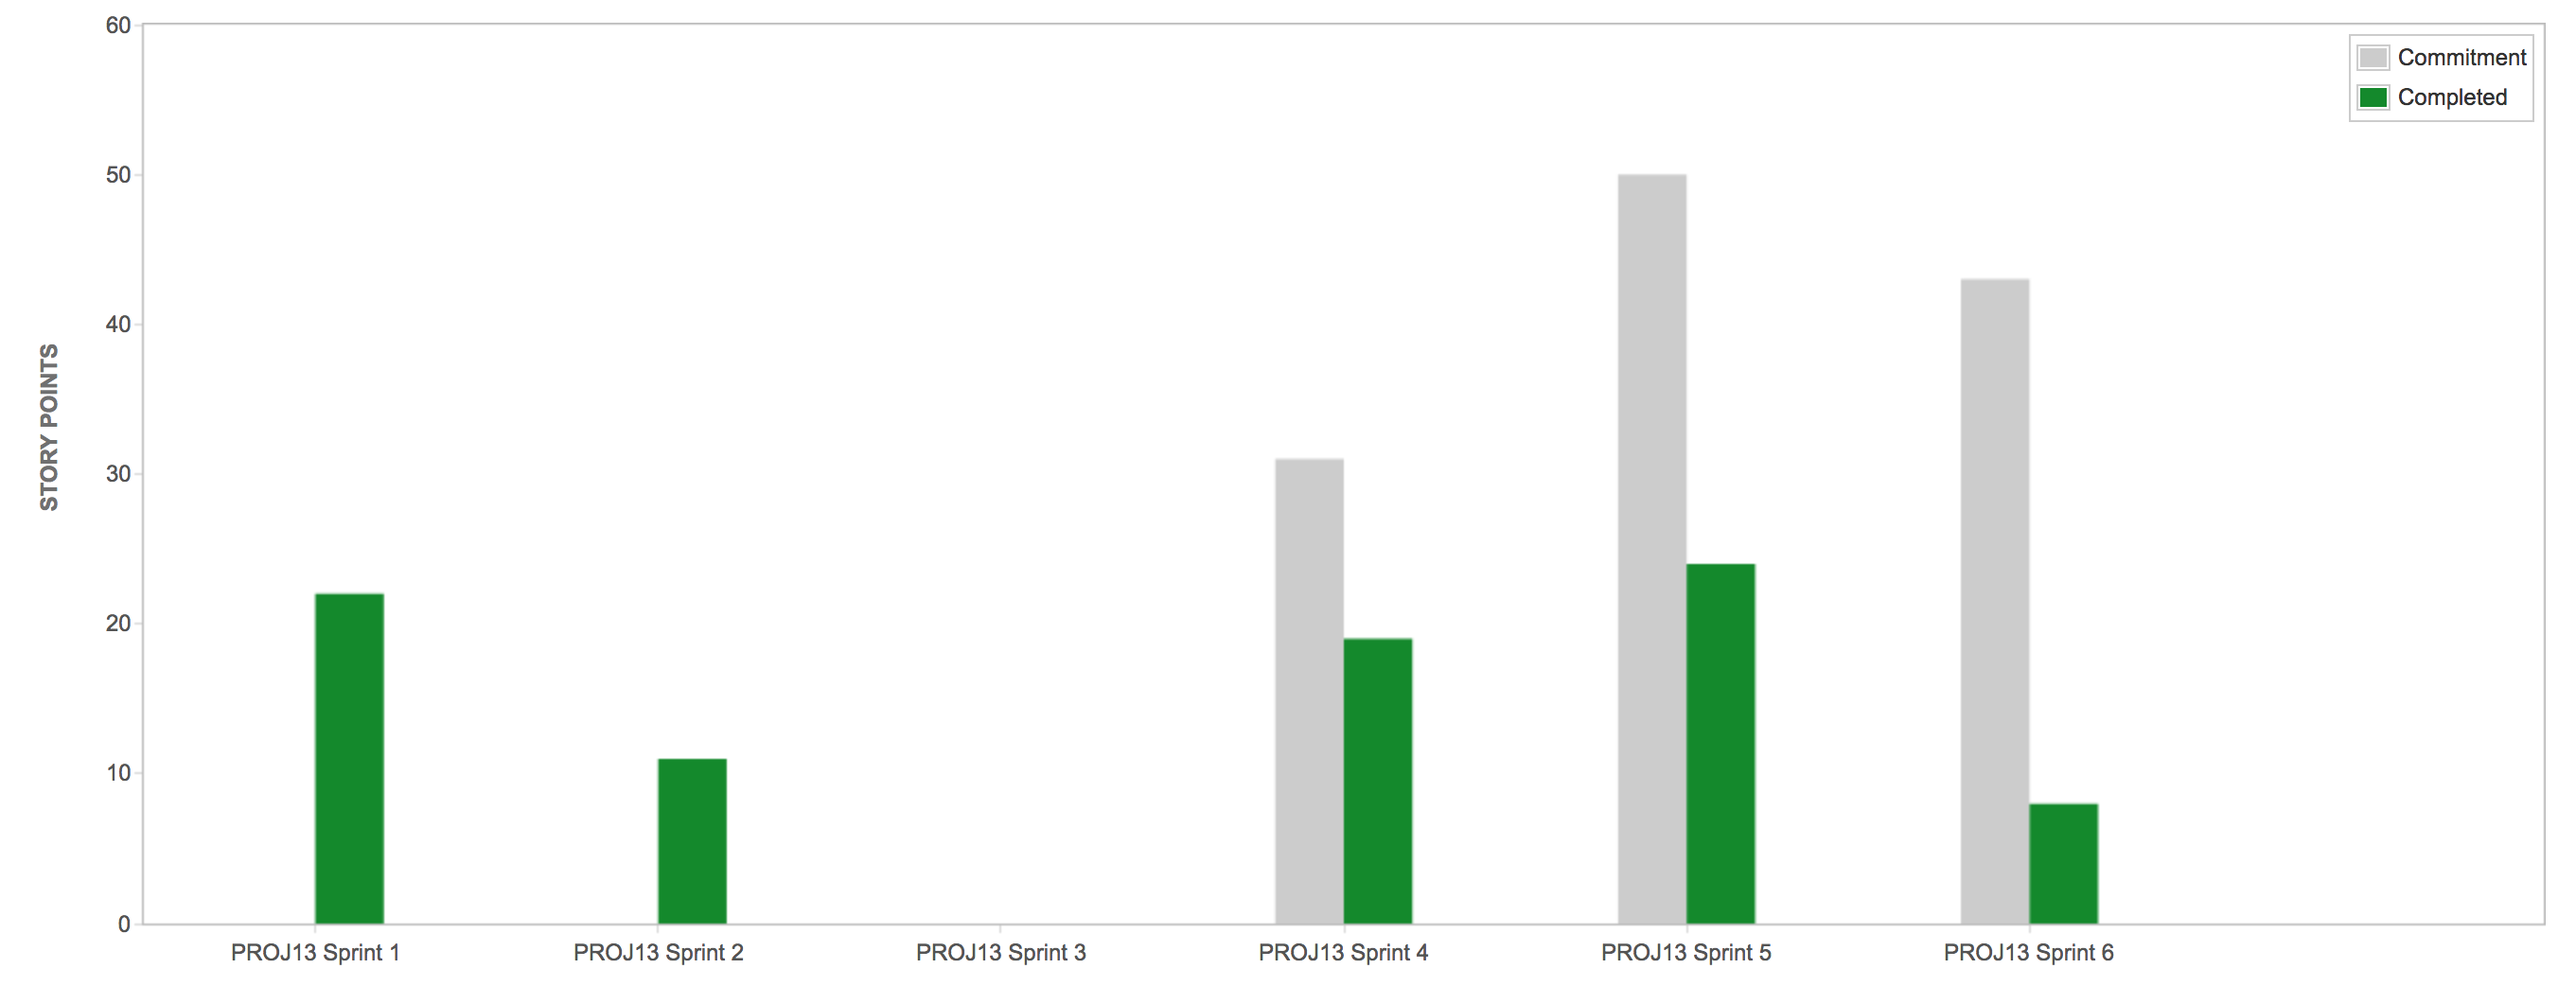 60
50
40
30
20
10
0
STORY POINTS
Commitment
Completed
PROJ13 Sprint 1
PROJ13 Sprint 2
PROJ13 Sprint 3
PROJ13 Sprint 4
PROJ13 Sprint 5
PROJ13 Sprint 6